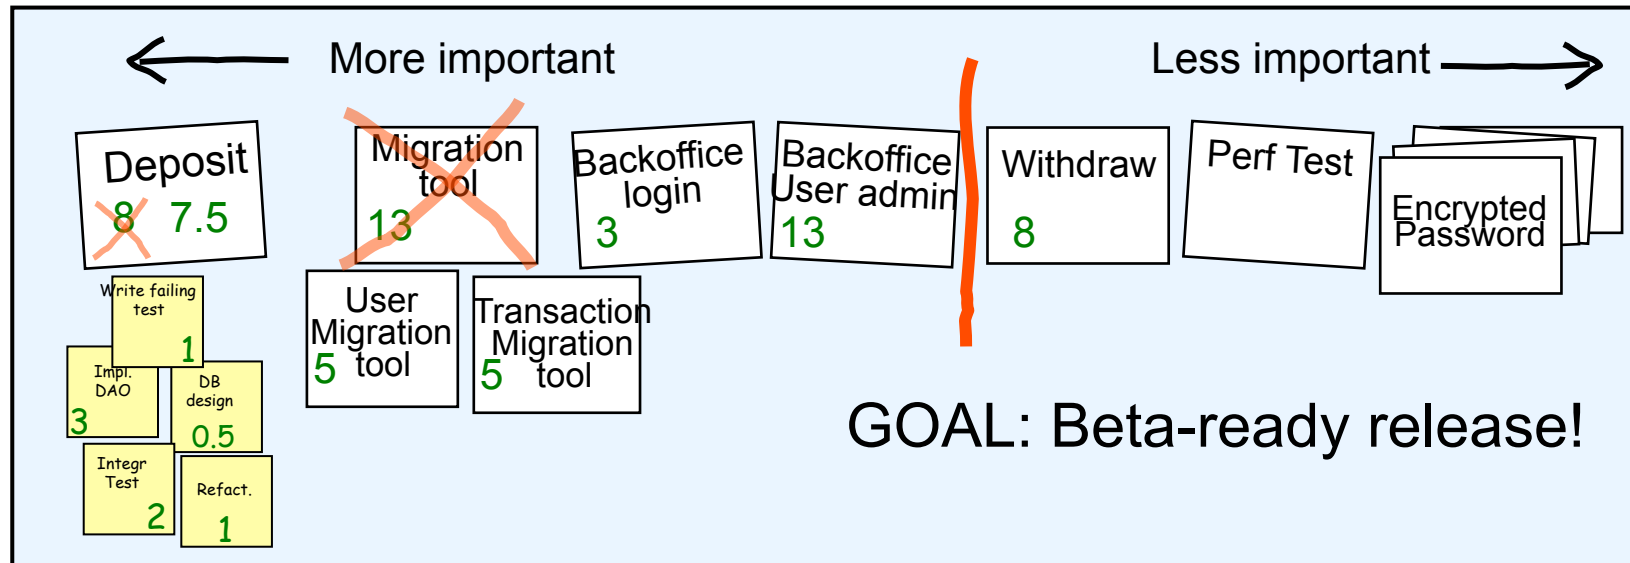 More important
Less important
Deposit
8 7.5
Migration
tool
13
Backoffice
login
3
Backoffice
User admin
13
Withdraw
8
Perf Test
Encrypted
Password
Write failing
test
1
Impl.
DAO
3
DB
design
0.5
Integr
Test
2
Refact.
1
User
Migration
tool
5
Transaction
Migration
tool
5
GOAL: Beta-ready release!